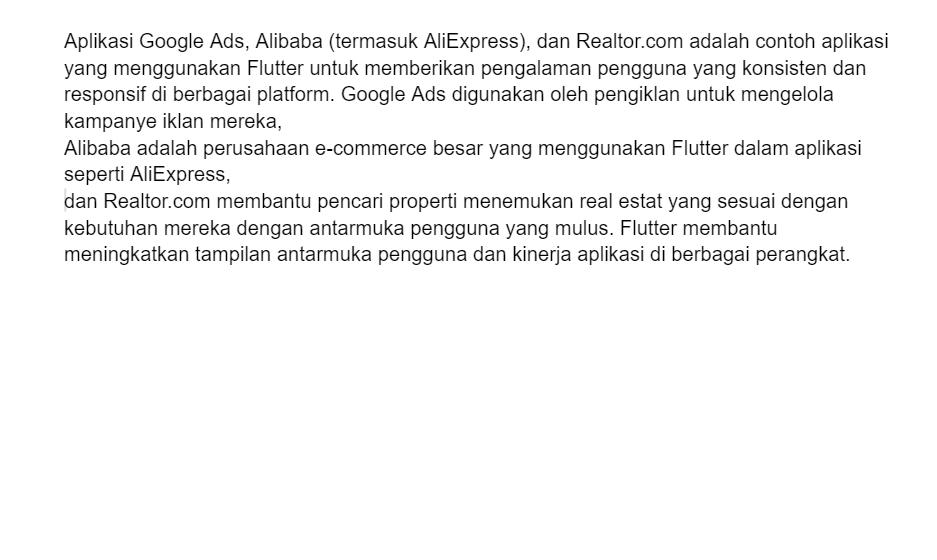 Aplikasi Google Ads, Alibaba (termasuk AliExpress), dan Realtor.com adalah contoh aplikasi
yang menggunakan Flutter untuk memberikan pengalaman pengguna yang konsisten dan
responsif di berbagai platform. Google Ads digunakan oleh pengiklan untuk mengelola
kampanye iklan mereka,
Alibaba adalah perusahaan e-commerce besar yang menggunakan Flutter dalam aplikasi
seperti AliExpress,
dan Realtor.com membantu pencari properti menemukan real estat yang sesuai dengan
kebutuhan mereka dengan antarmuka pengguna yang mulus. Flutter membantu
meningkatkan tampilan antarmuka pengguna dan kinerja aplikasi di berbagai perangkat.